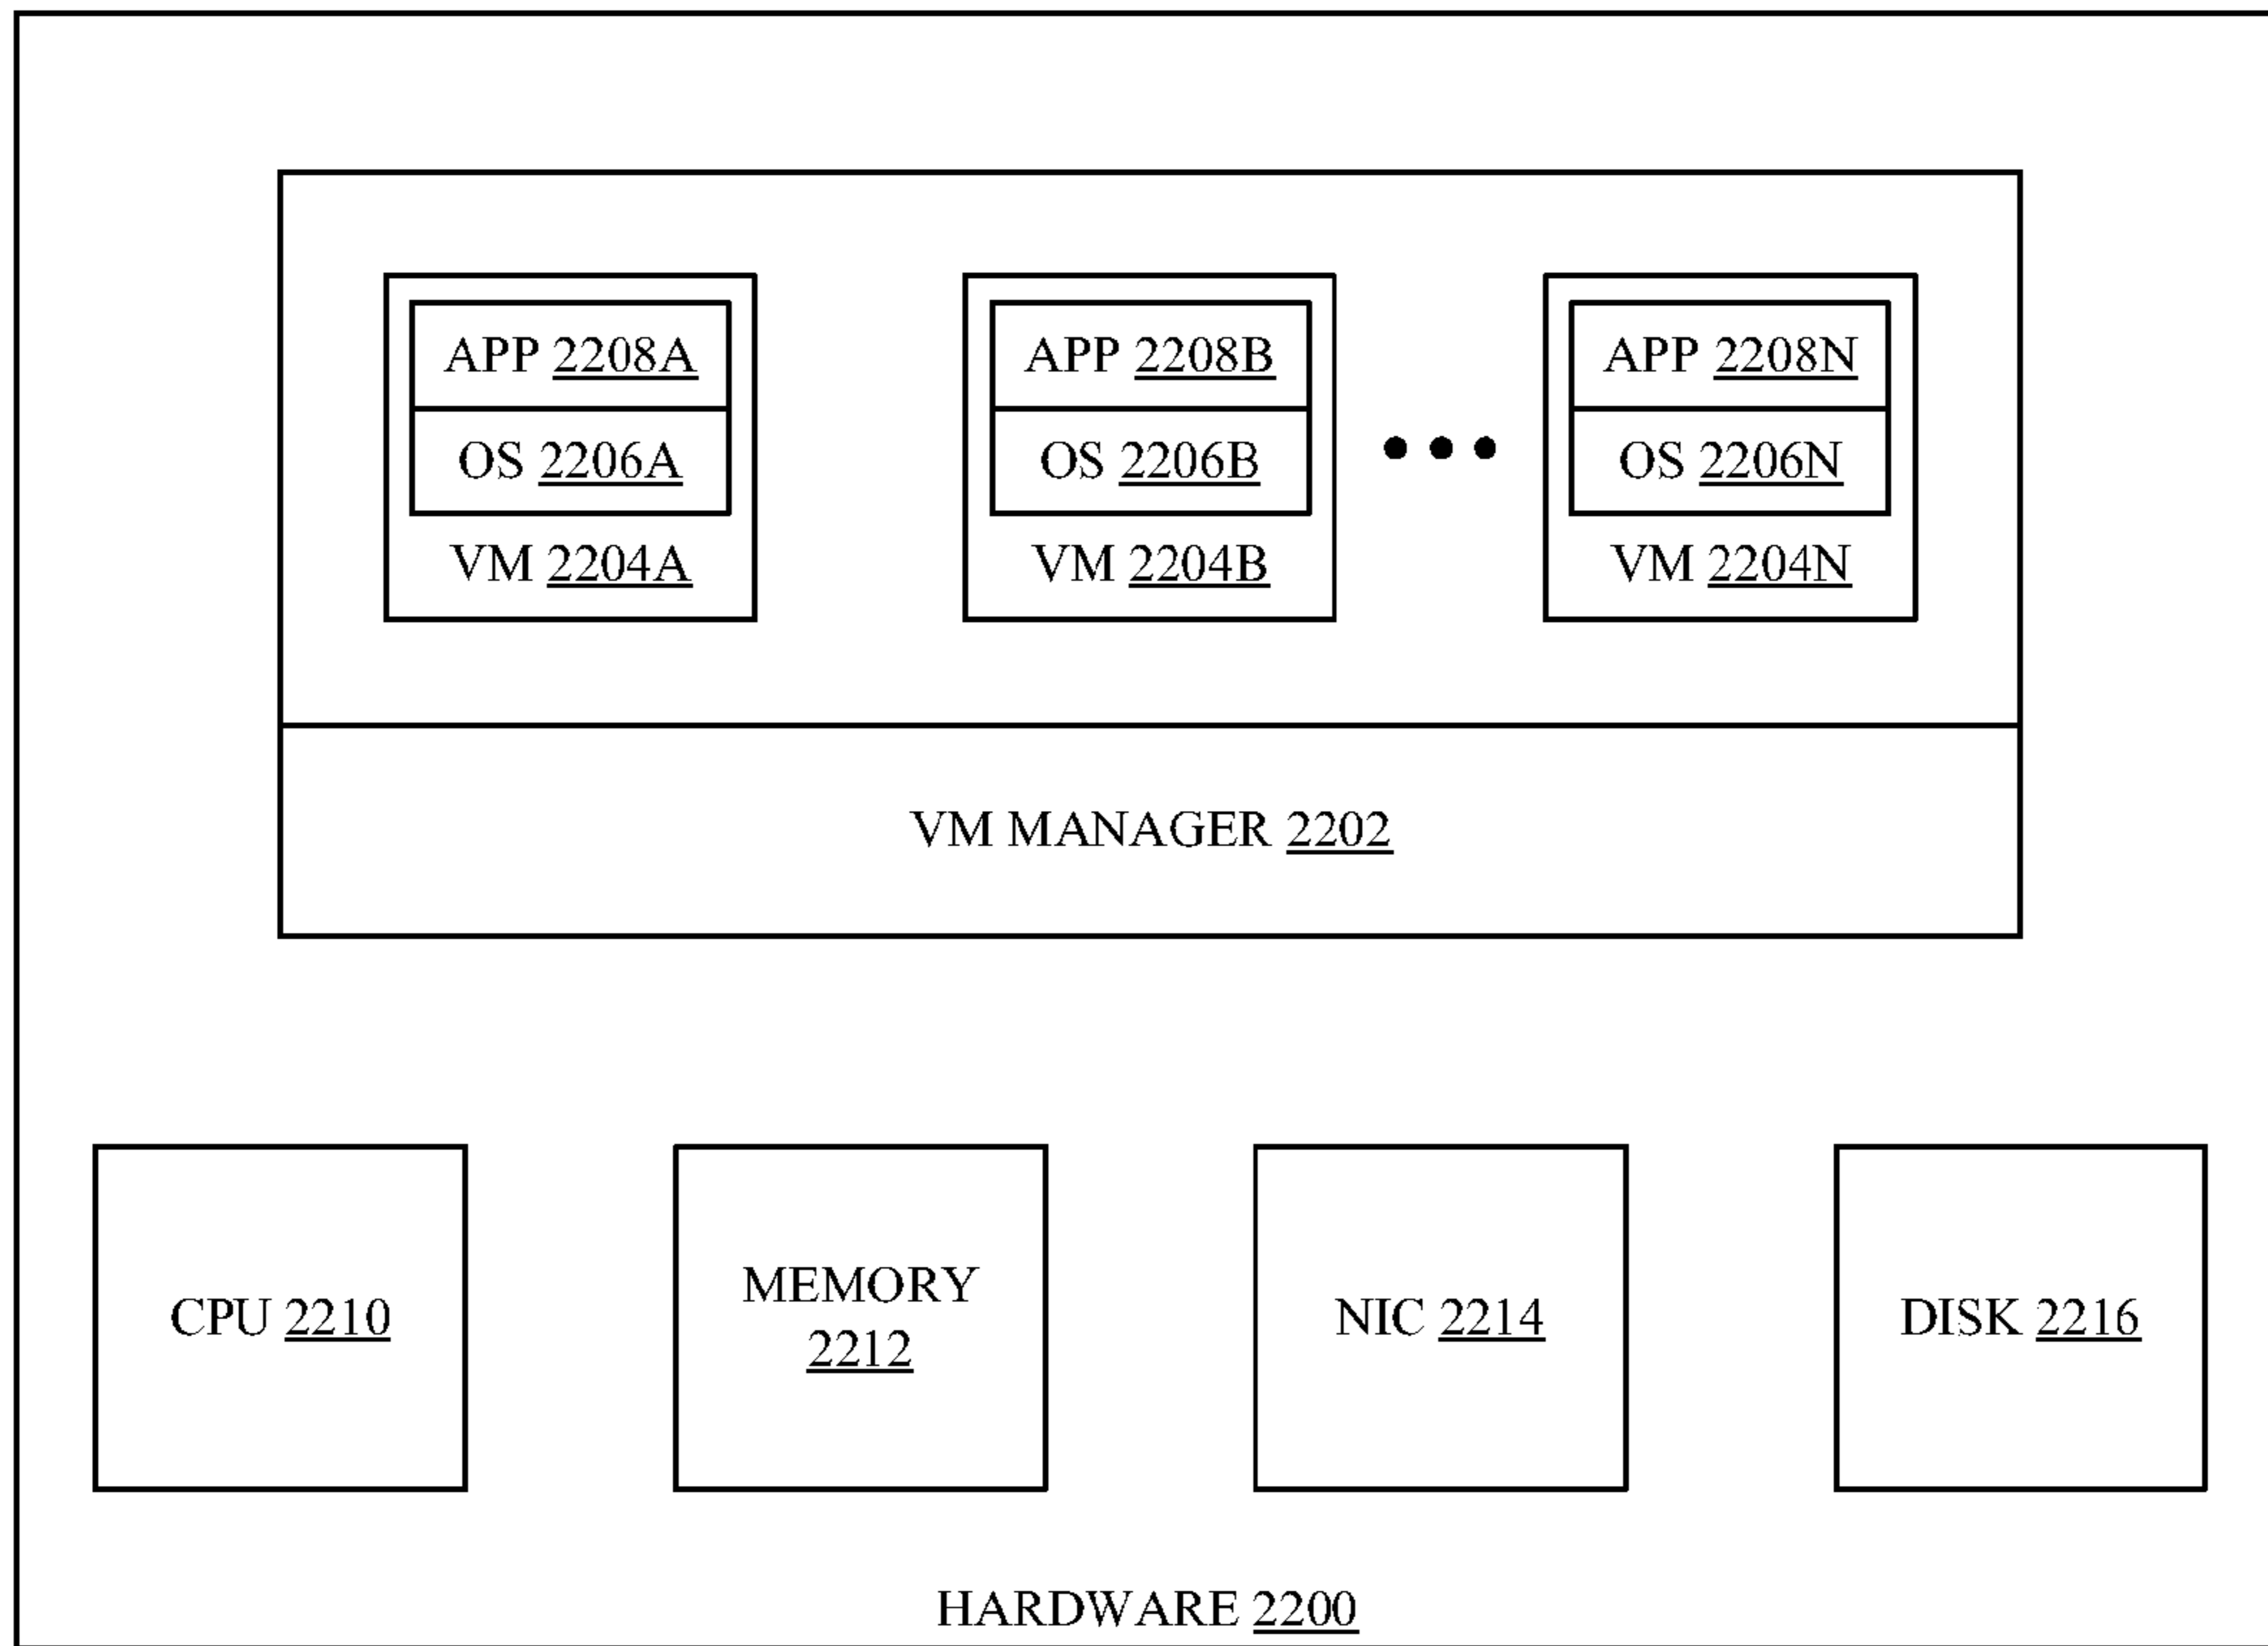 APP 2208A
OS 2206A
VM 2204A
APP 2208B
OS 2206B
VM 2204B
APP 2208N
OS 2206N
VM 2204N
VM MANAGER 2202
CPU 2210
MEMORY
2212
NIC 2214
DISK 2216
HARDWARE 2200